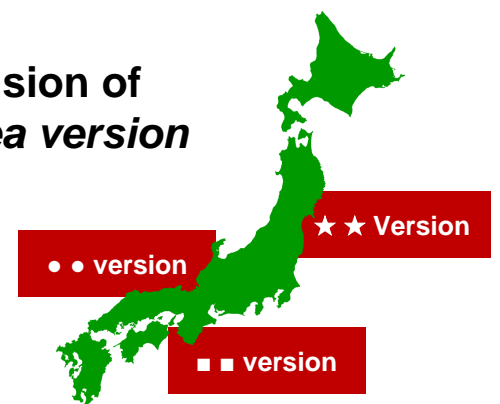 sion of
ea version
★ ★ Version
● ● version
■ ■ version